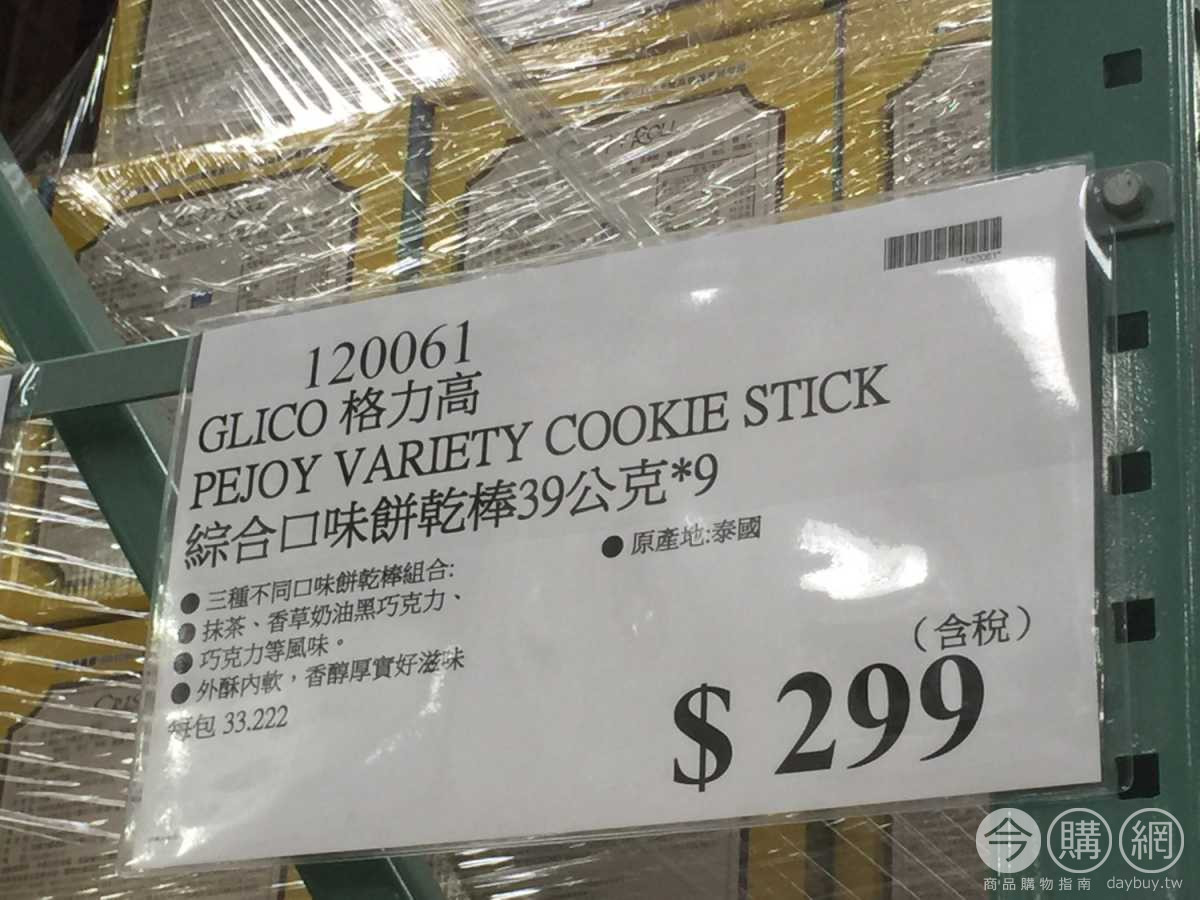 120061
GLICO 格力高
PEJOY VARIETY COOKIE STICK
綜合口味餅乾棒39公克*9
● 三種不同口味餅乾棒組合:
● 抹茶、香草奶油黑巧克力、
● 巧克力等風味。
● 外酥內軟，香醇厚實好滋味
每包 33.222
● 原產地:泰國
（含稅）
$ 299
*120061*
今購網
商品購物指南 daybuy.tw